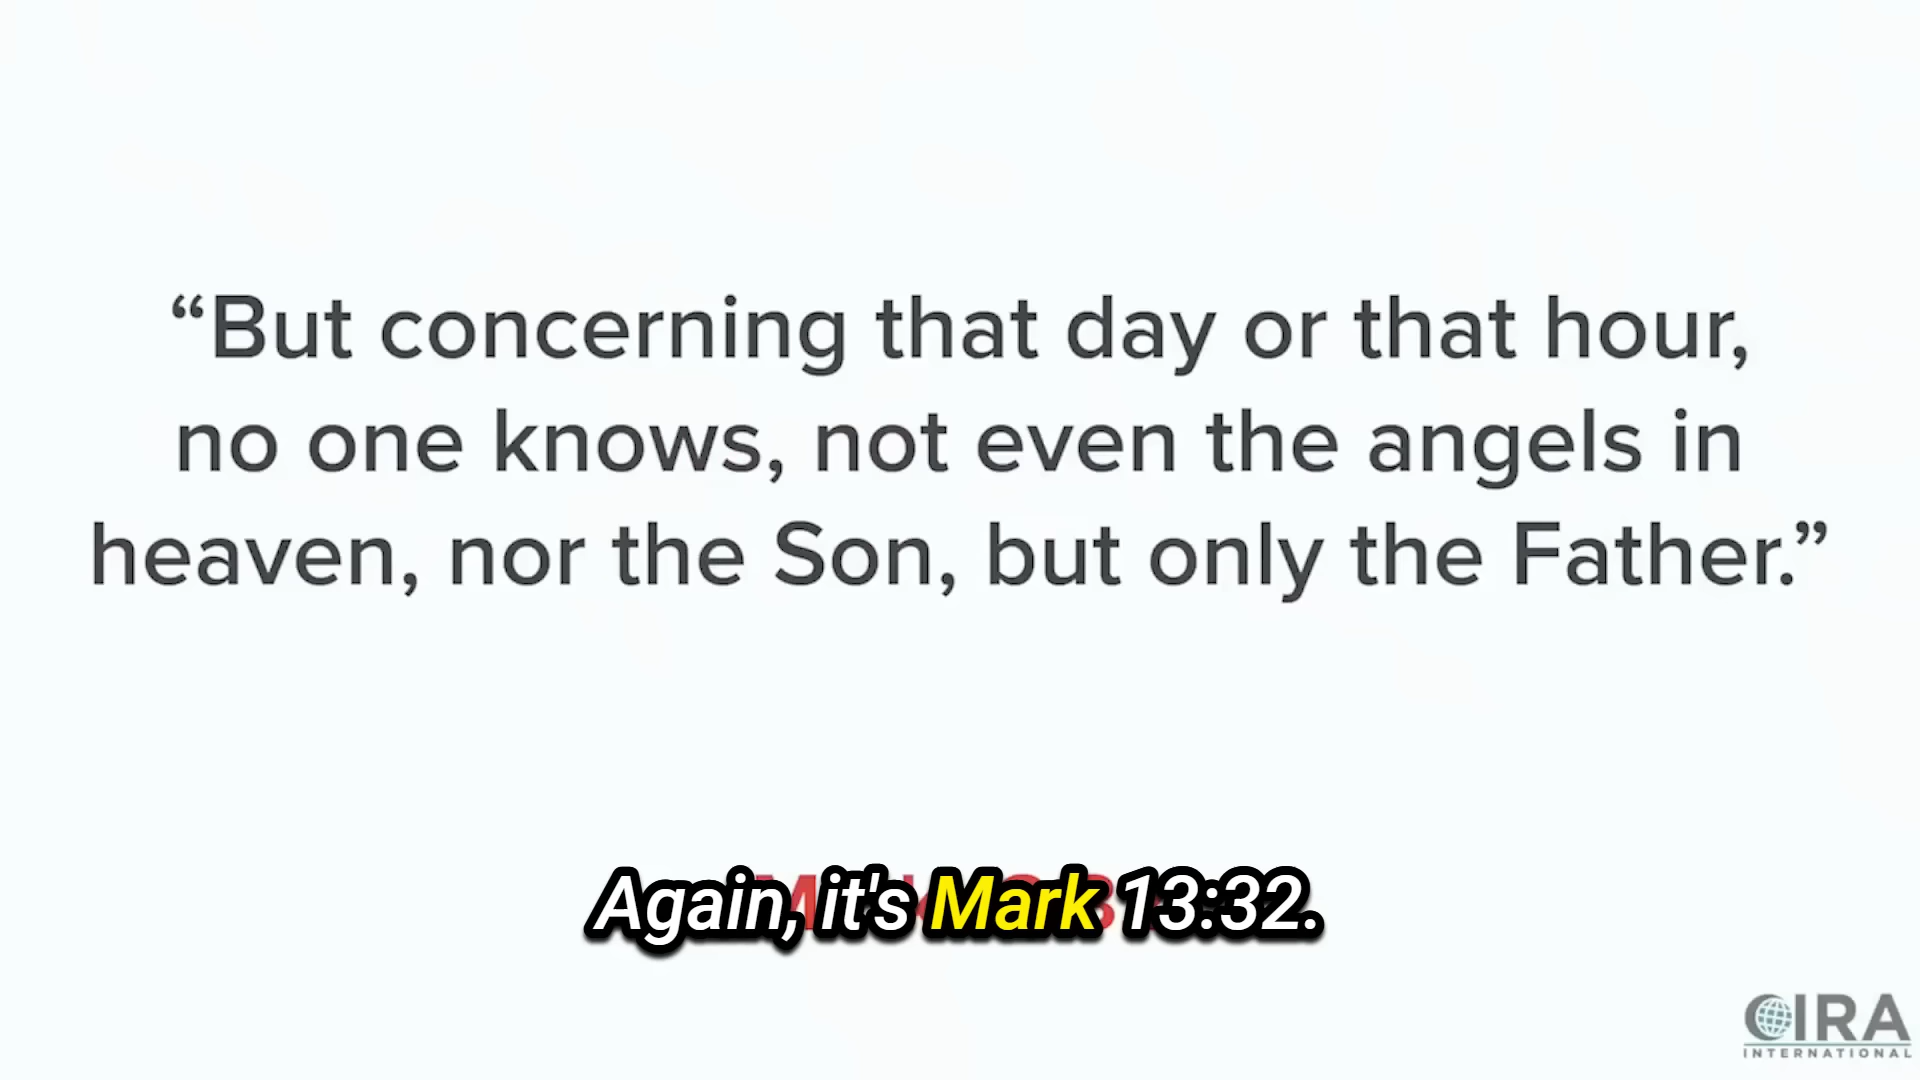 “But concerning that day or that hour,
no one knows, not even the angels in
heaven, nor the Son, but only the Father.”
Again, it's Mark 13:32.
CIRA
INTERNATIONAL